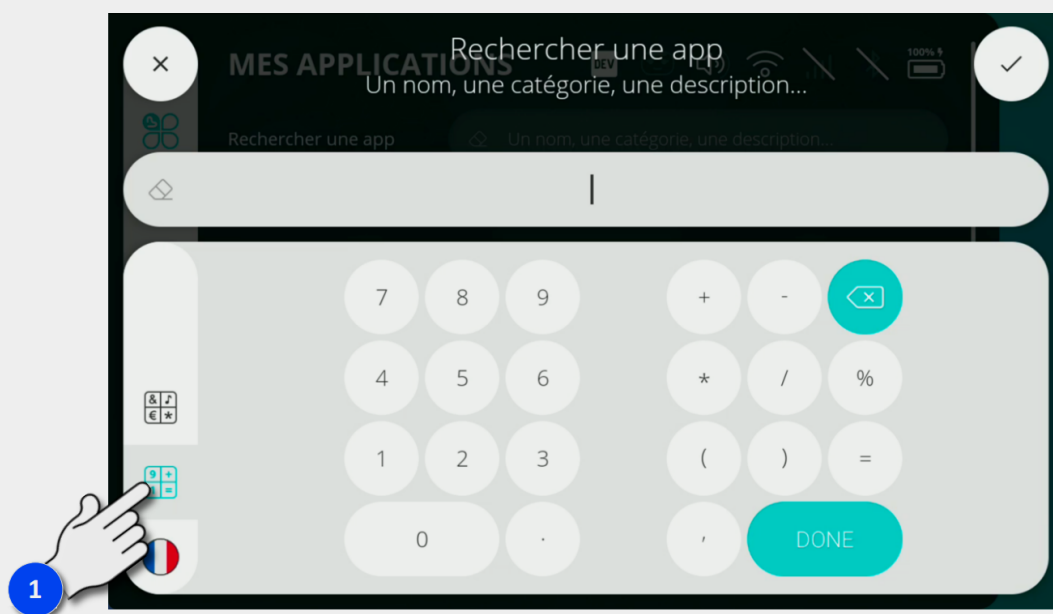 Rechercher une app
Un nom, une catégorie, une description...
MES APPLICATIONS
DEV
100%
Rechercher une app
Un nom, une catégorie, une description...
7 8 9 + -
4 5 6 * / %
& ♪
€ *
1 2 3 ( ) =
9 +
=
0 . , DONE
1